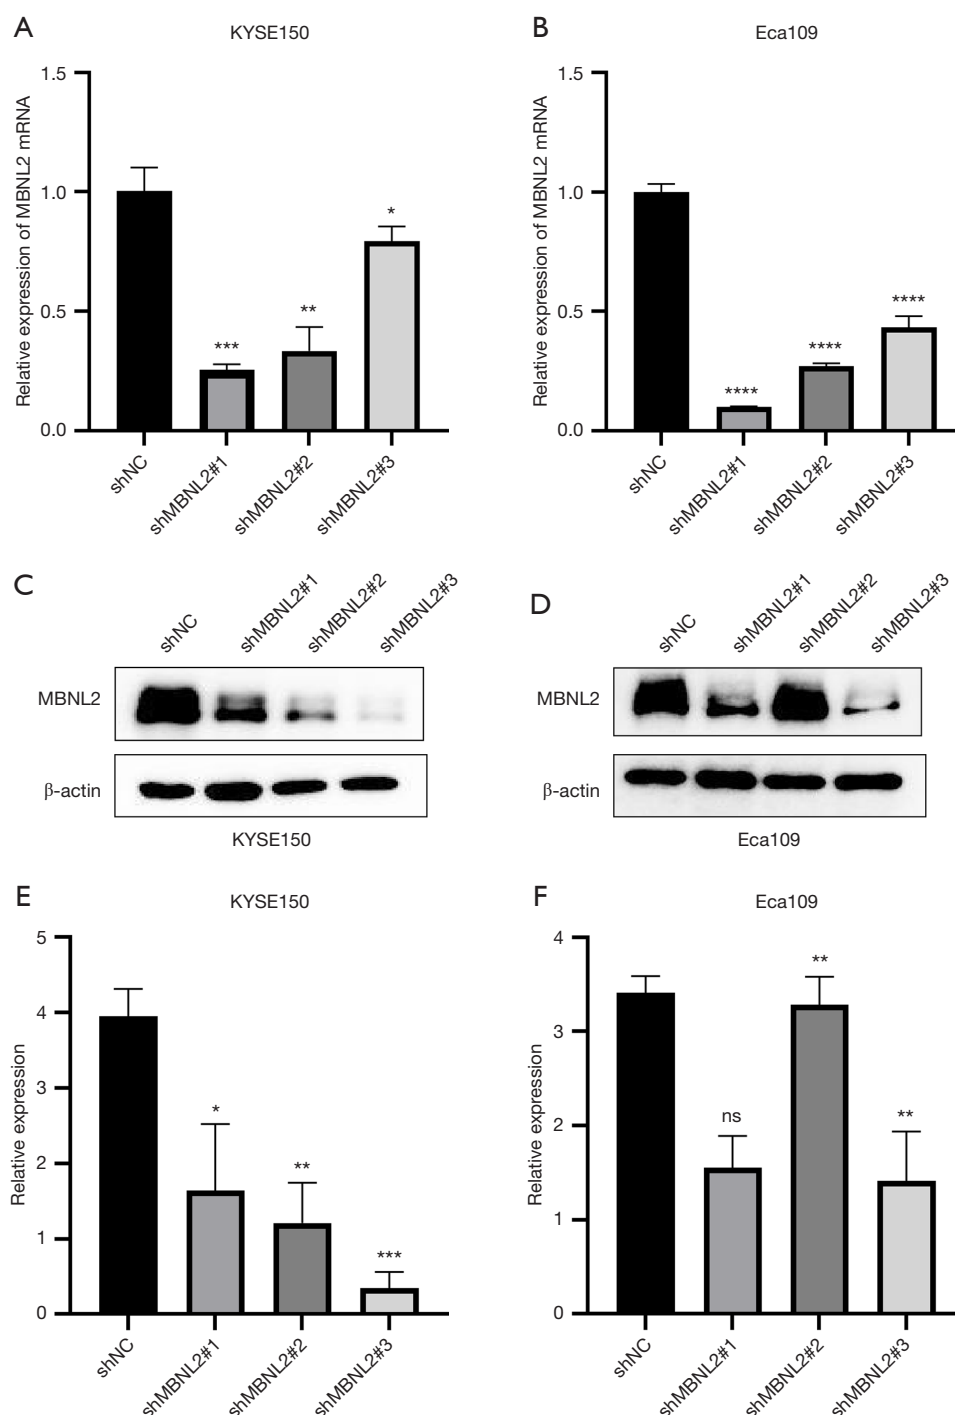 A
KYSE150
Relative expression of MBNL2 mRNA
1.5
1.0
0.5
0.0
***
**
*
shNC
shMBNL2#1
shMBNL2#2
shMBNL2#3
B
Eca109
Relative expression of MBNL2 mRNA
1.5
1.0
0.5
0.0
****
****
****
shNC
shMBNL2#1
shMBNL2#2
shMBNL2#3
C
shNC
shMBNL2#1
shMBNL2#2
shMBNL2#3
MBNL2
β-actin
KYSE150
D
shNC
shMBNL2#1
shMBNL2#2
shMBNL2#3
MBNL2
β-actin
Eca109
E
KYSE150
Relative expression
5
4
3
2
1
0
*
**
***
shNC
shMBNL2#1
shMBNL2#2
shMBNL2#3
F
Eca109
Relative expression
4
3
2
1
0
ns
**
**
shNC
shMBNL2#1
shMBNL2#2
shMBNL2#3